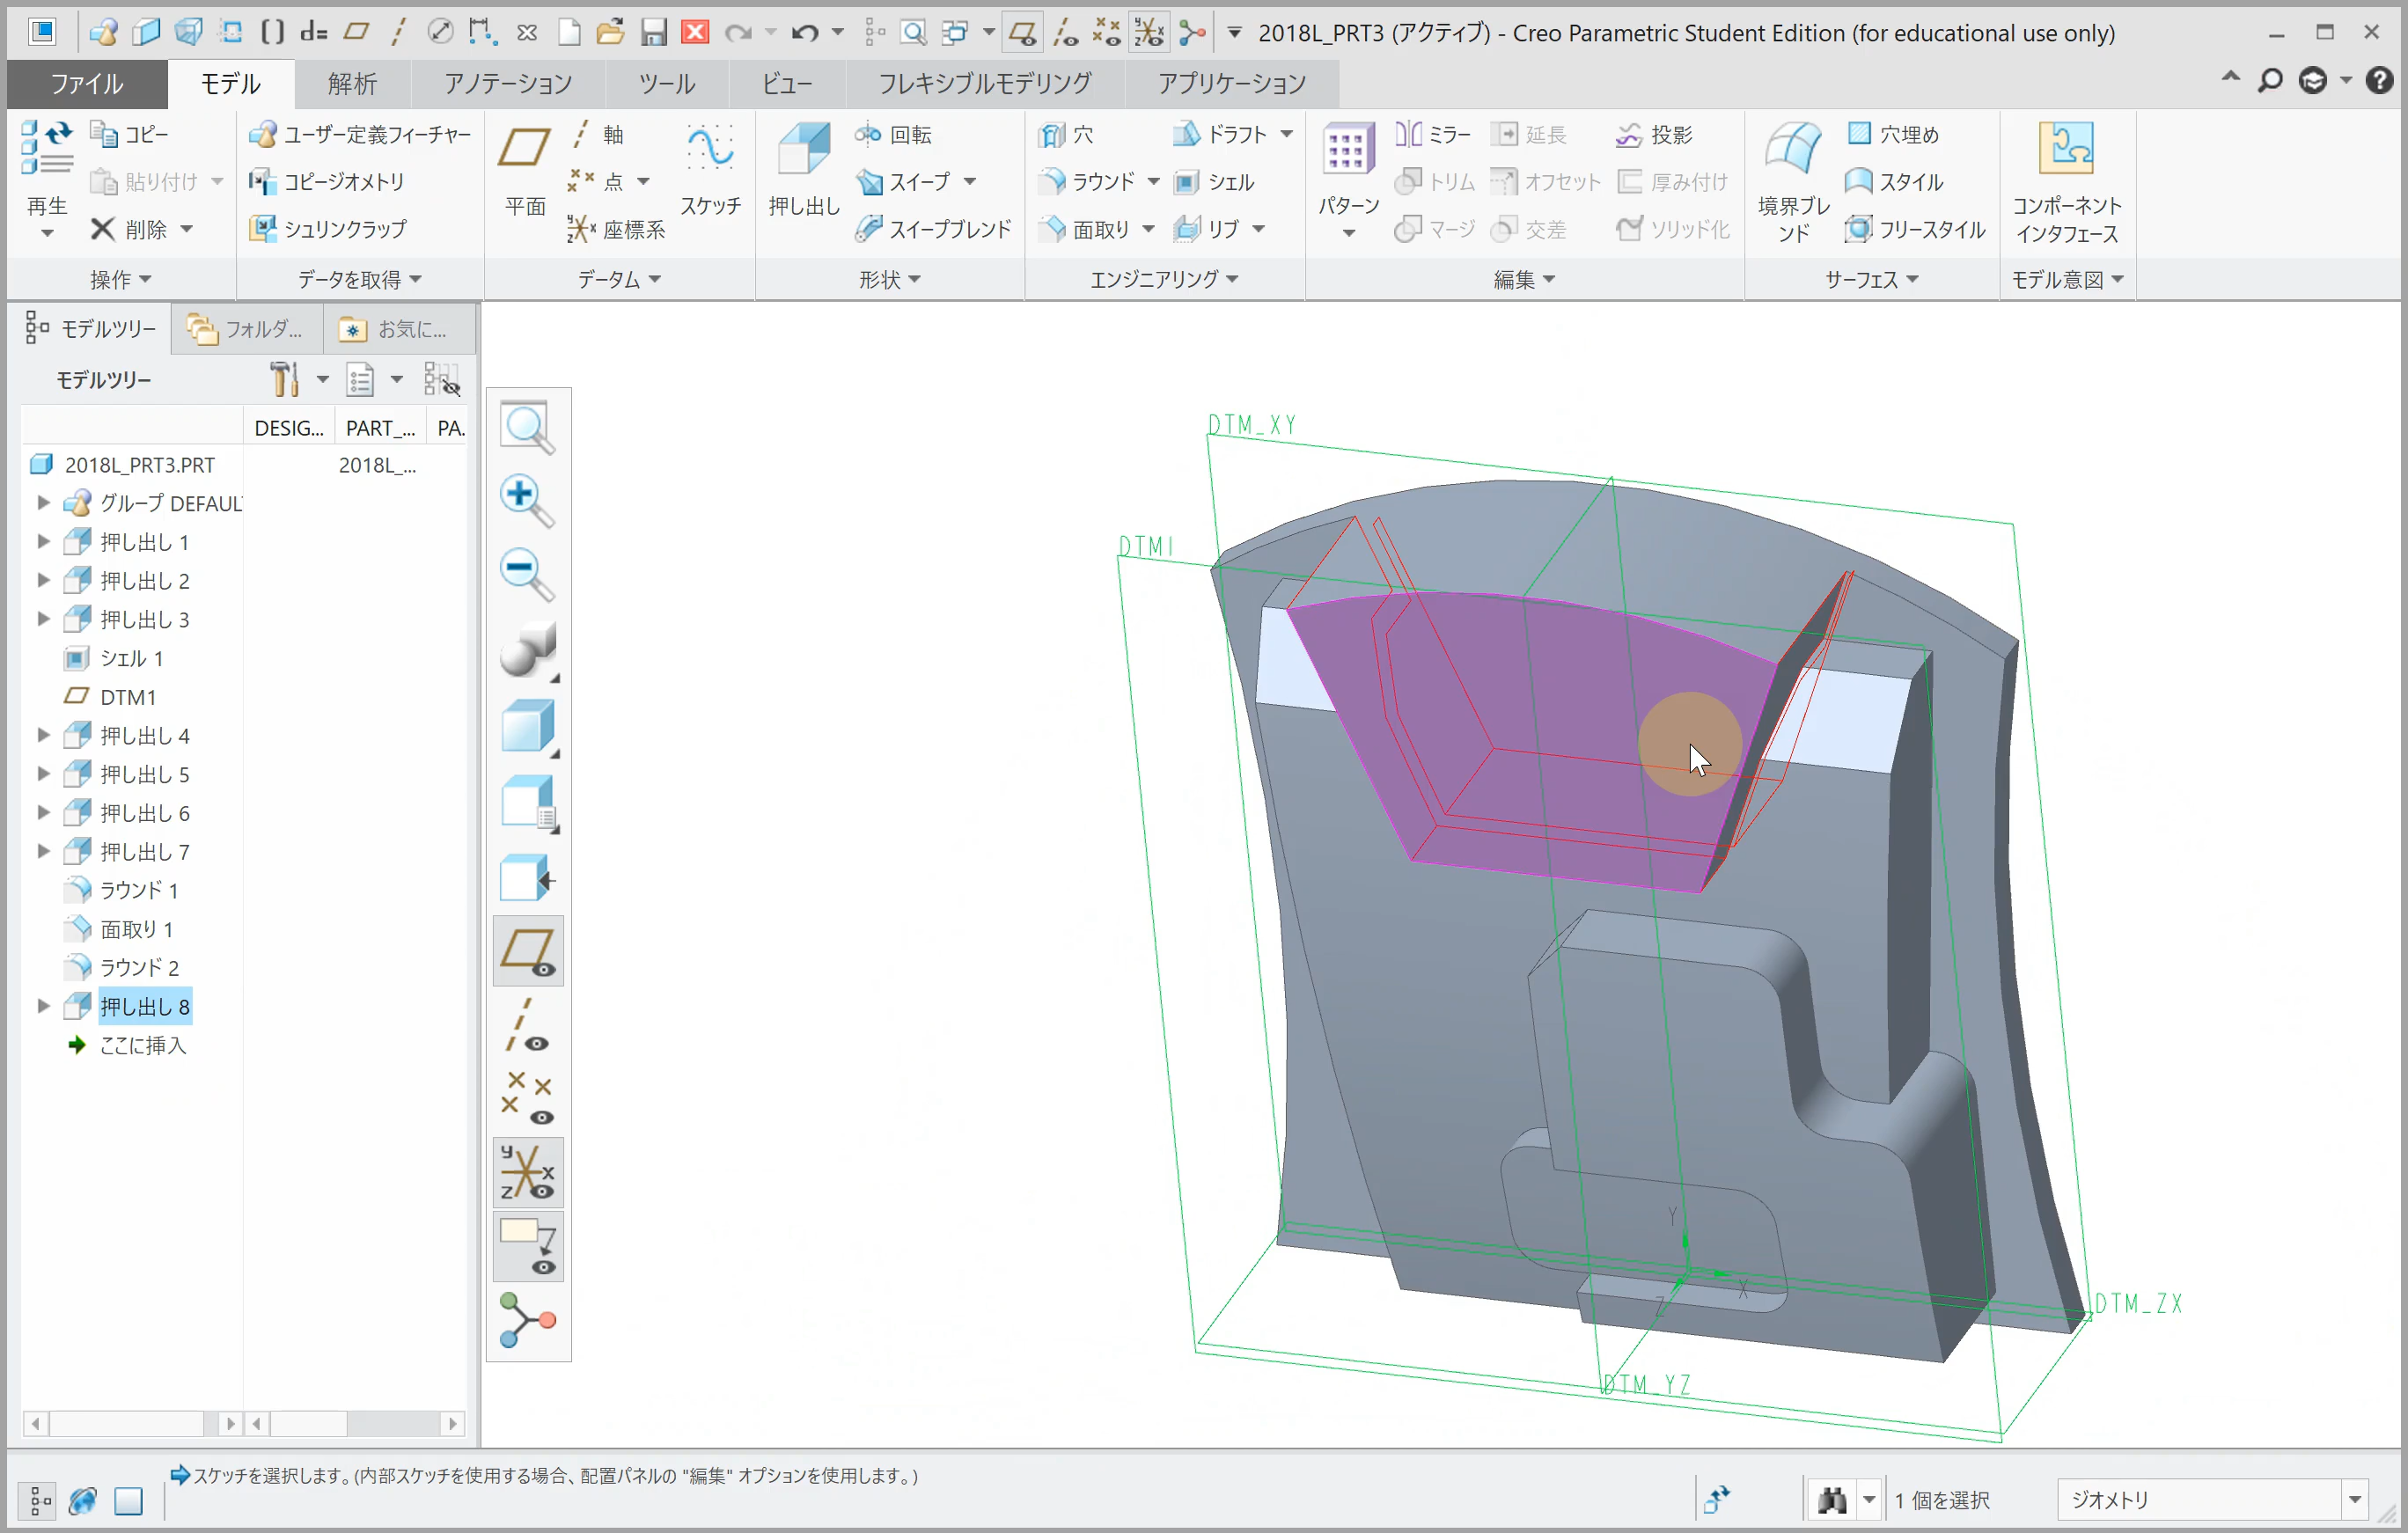 d=
2018L_PRT3 (アクティブ) - Creo Parametric Student Edition (for educational use only)
ファイル モデル 解析 アノテーション ツール ビュー フレキシブルモデリング アプリケーション
再生
コピー
貼り付け
削除
ユーザー定義フィーチャー
コピージオメトリ
シュリンクラップ
平面
軸
点
座標系
スケッチ
押し出し
回転
スイープ
スイープブレンド
穴
ラウンド
面取り
ドラフト
シェル
リブ
パターン
ミラー
トリム
マージ
延長
オフセット
交差
投影
厚み付け
ソリッド化
境界ブレ
ンド
穴埋め
スタイル
フリースタイル
コンポーネント
インタフェース
操作 データを取得 データム 形状 エンジニアリング 編集 サーフェス モデル意図
モデルツリー フォルダ... お気に...
モデルツリー
DESIG... PART_... PA.
2018L_PRT3.PRT 2018L_...
グループ DEFAUL
押し出し 1
押し出し 2
押し出し 3
シェル 1
DTM1
押し出し 4
押し出し 5
押し出し 6
押し出し 7
ラウンド 1
面取り 1
ラウンド 2
押し出し 8
ここに挿入
DTM_XY
DTM1
Y
X
Z
DTM_ZX
DTM_YZ
スケッチを選択します。(内部スケッチを使用する場合、配置パネルの "編集" オプションを使用します。)
1 個を選択
ジオメトリ